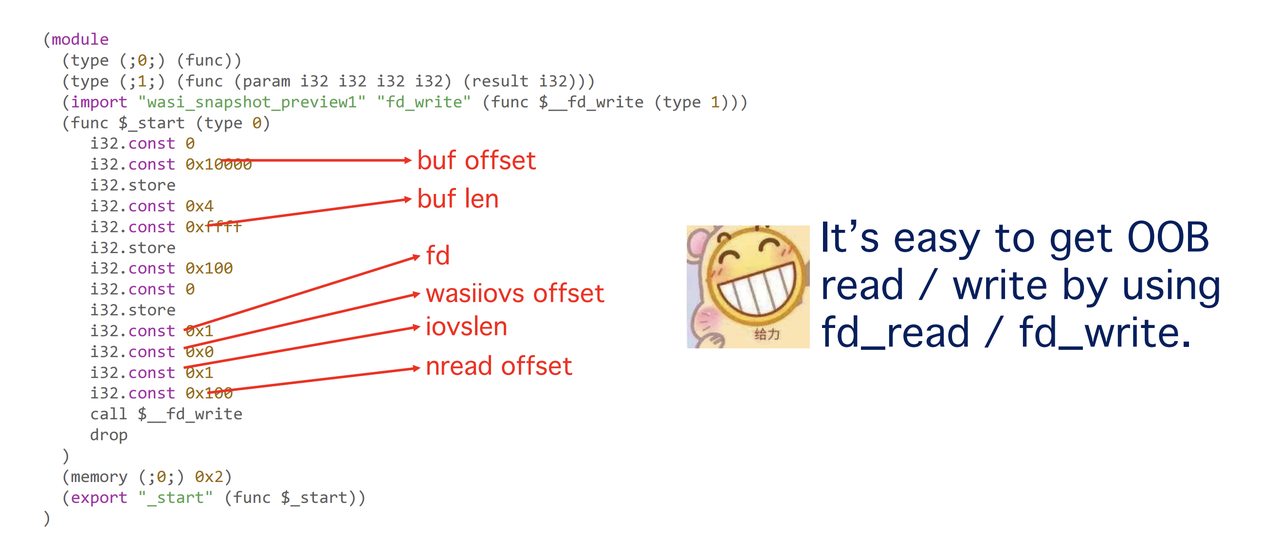 (module
(type (;0;) (func))
(type (;1;) (func (param i32 i32 i32 i32) (result i32)))
(import "wasi_snapshot_preview1" "fd_write" (func $__fd_write (type 1)))
(func $_start (type 0)
i32.const 0
i32.const 0x10000
buf offset
i32.store
i32.const 0x4
buf len
i32.const 0xffff
i32.store
fd
i32.const 0x100
i32.const 0
wasiiovs offset
i32.store
i32.const 0x1
iovslen
i32.const 0x0
i32.const 0x1
nread offset
i32.const 0x100
call $__fd_write
drop
)
(memory (;0;) 0x2)
(export "_start" (func $_start))
)
给力
It's easy to get OOB
read / write by using
fd_read / fd_write.